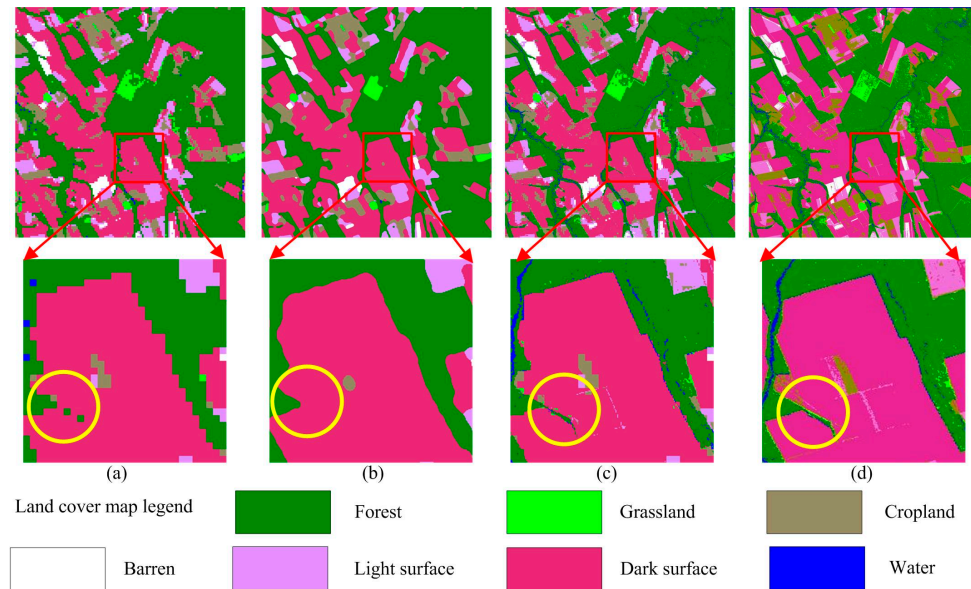 (a) (b) (c) (d)
Land cover map legend Forest Grassland Cropland
Barren Light surface Dark surface Water